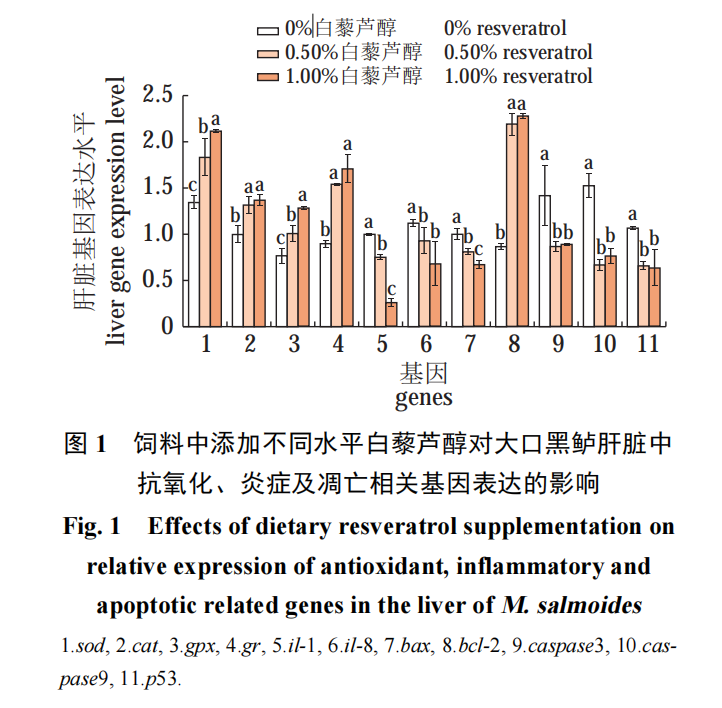 0%白藜芦醇 0% resveratrol
0.50%白藜芦醇 0.50% resveratrol
1.00%白藜芦醇 1.00% resveratrol
肝脏基因表达水平
liver gene expression level
2.5
2.0
1.5
1.0
0.5
0
c b a
b a a
c b a
b a a
a b c
a b b
a b c
b a a
a b b
a b b
a b b
1 2 3 4 5 6 7 8 9 10 11
基因
genes
图 1 饲料中添加不同水平白藜芦醇对大口黑鲈肝脏中
抗氧化、炎症及凋亡相关基因表达的影响
Fig. 1 Effects of dietary resveratrol supplementation on
relative expression of antioxidant, inflammatory and
apoptotic related genes in the liver of M. salmoides
1.sod, 2.cat, 3.gpx, 4.gr, 5.il-1, 6.il-8, 7.bax, 8.bcl-2, 9.caspase3, 10.cas-
pase9, 11.p53.